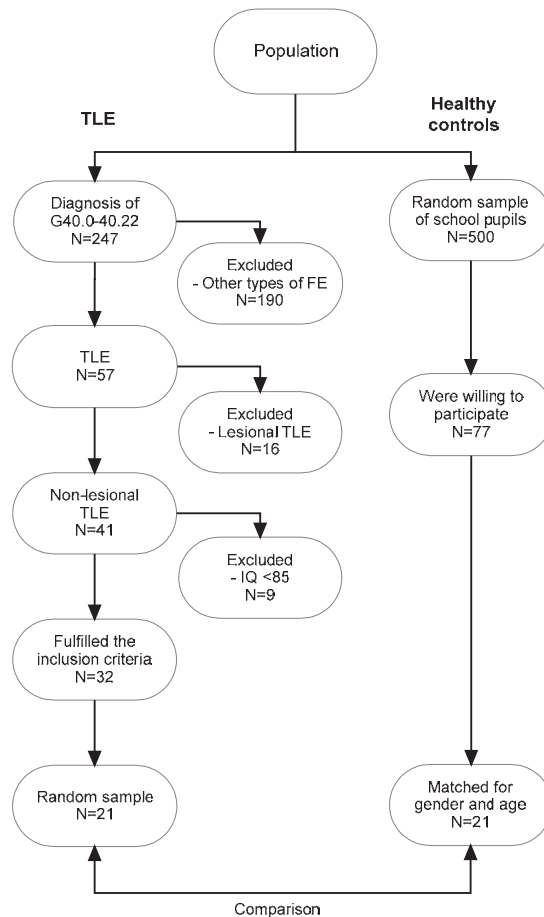 Population
TLE
Healthy
controls
Diagnosis of
G40.0-40.22
N=247
Random sample
of school pupils
N=500
Excluded
- Other types of FE
N=190
TLE
N=57
Were willing to
participate
N=77
Excluded
- Lesional TLE
N=16
Non-lesional
TLE
N=41
Excluded
- IQ <85
N=9
Fulfilled the
inclusion criteria
N=32
Random sample
N=21
Matched for
gender and age
N=21
Comparison